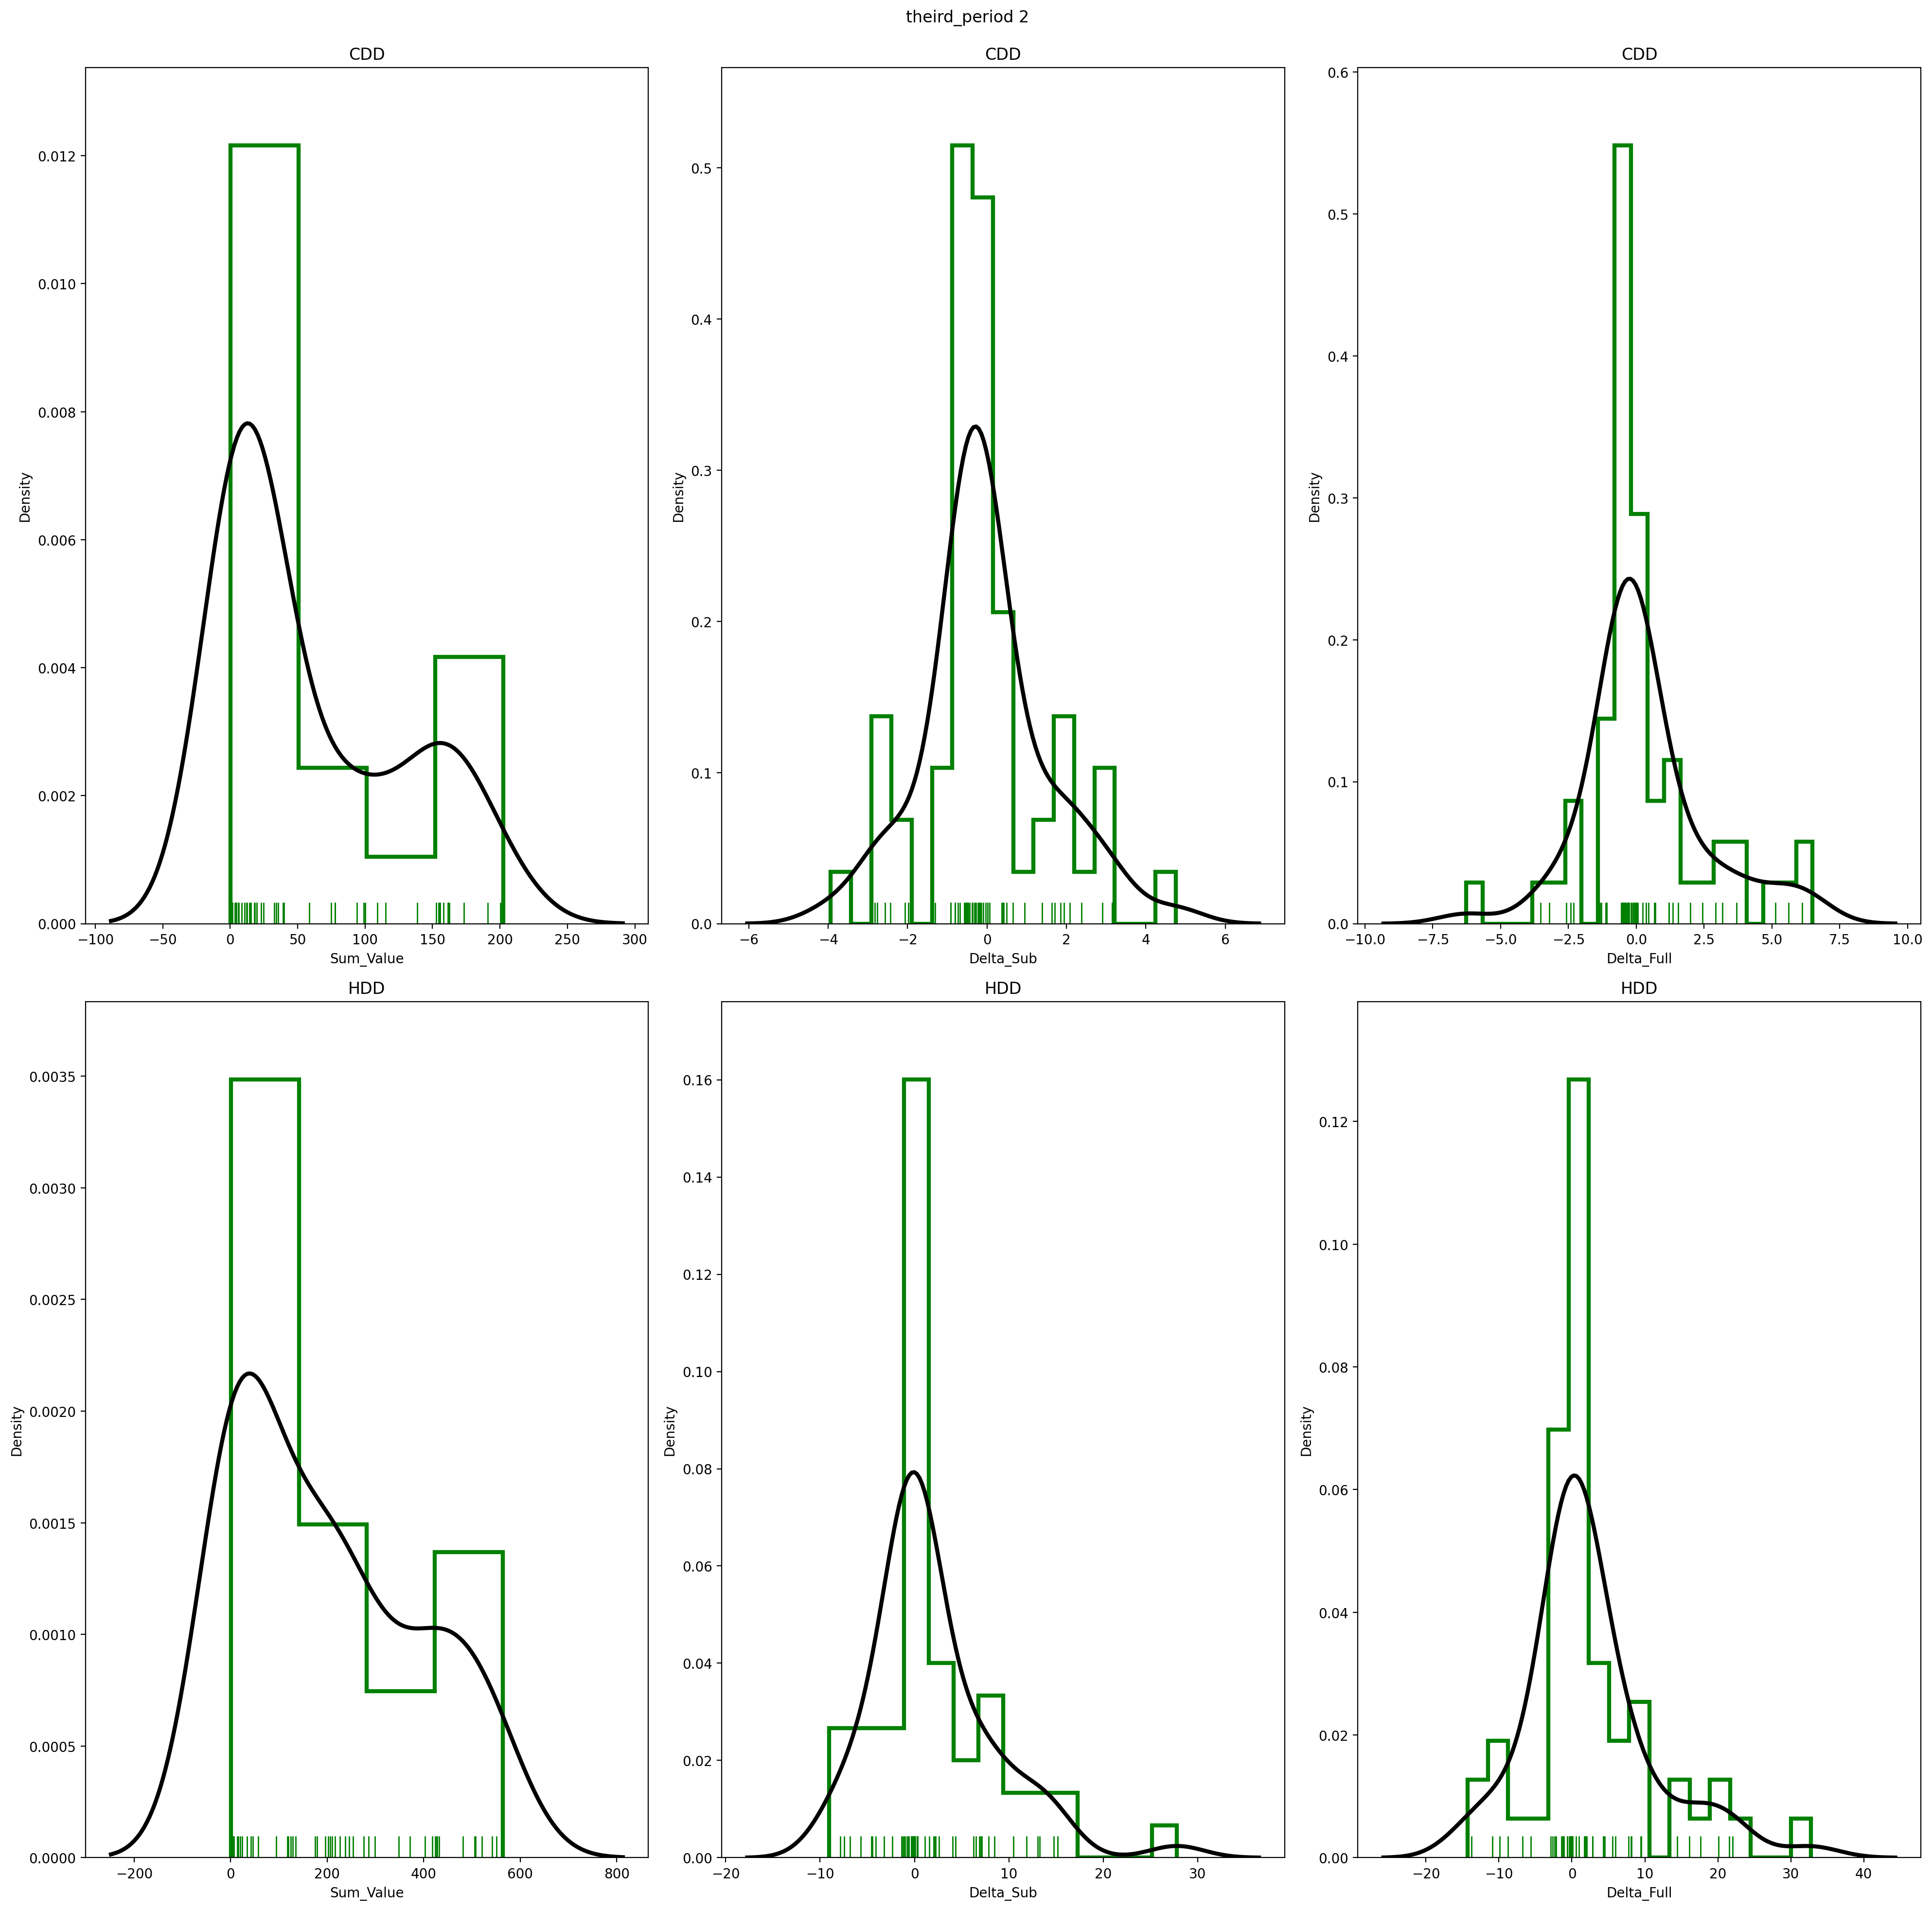 theird_period 2
CDD
CDD
CDD
0.012
0.010
0.008
0.006
0.004
0.002
0.000
Density
−100 −50 0 50 100 150 200 250 300
Sum_Value
0.5
0.4
0.3
0.2
0.1
0.0
Density
−6 −4 −2 0 2 4 6
Delta_Sub
0.6
0.5
0.4
0.3
0.2
0.1
0.0
Density
−10.0 −7.5 −5.0 −2.5 0.0 2.5 5.0 7.5 10.0
Delta_Full
HDD
HDD
HDD
0.0035
0.0030
0.0025
0.0020
0.0015
0.0010
0.0005
0.0000
Density
−200 0 200 400 600 800
Sum_Value
0.16
0.14
0.12
0.10
0.08
0.06
0.04
0.02
0.00
Density
−20 −10 0 10 20 30
Delta_Sub
0.12
0.10
0.08
0.06
0.04
0.02
0.00
Density
−20 −10 0 10 20 30 40
Delta_Full